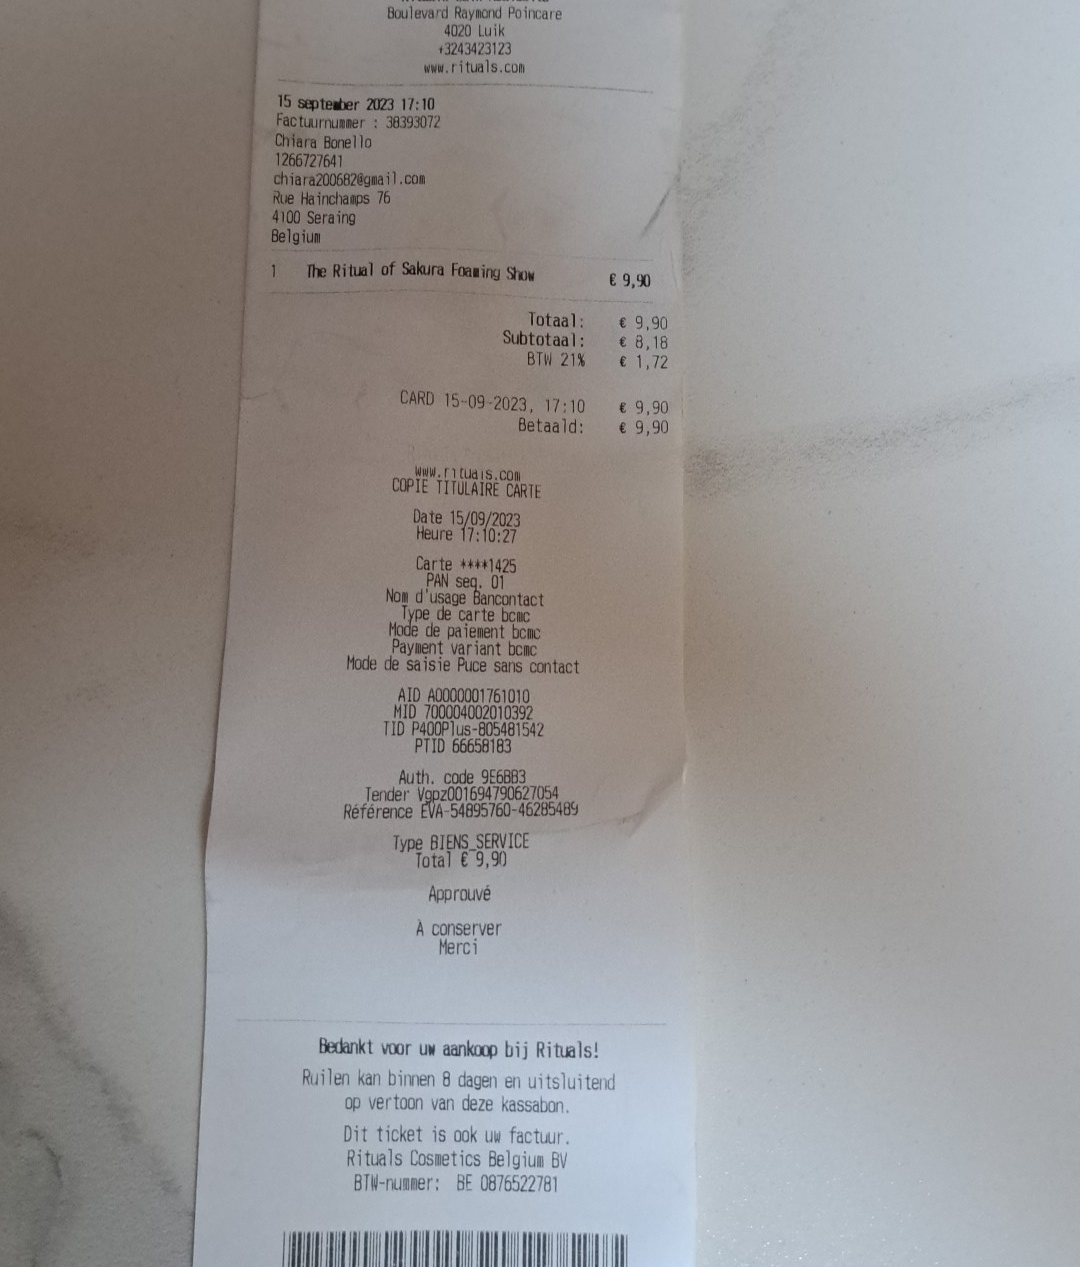 Boulevard Raymond Poincare
4020 Luik
+3243423123
www.rituals.com
15 september 2023 17:10
Factuurnummer : 38393072
Chiara Bonello
1266727641
chiara200682@gmail.com
Rue Hainchamps 76
4100 Seraing
Belgium
1 The Ritual of Sakura Foaming Show € 9,90
Totaal: € 9,90
Subtotaal: € 8,18
BTW 21% € 1,72
CARD 15-09-2023, 17:10 € 9,90
Betaald: € 9,90
www.rituals.com
COPIE TITULAIRE CARTE
Date 15/09/2023
Heure 17:10:27
Carte ****1425
PAN seq. 01
Nom d'usage Bancontact
Type de carte bcmc
Mode de paiement bcmc
Payment variant bcmc
Mode de saisie Puce sans contact
AID A0000001761010
MID 700004002010392
TID P400Plus-805481542
PTID 66658183
Auth. code 9E6BB3
Tender Vgpz001694790627054
Référence EVA-54895760-46285489
Type BIENS_SERVICE
Total € 9,90
Approuvé
À conserver
Merci
Bedankt voor uw aankoop bij Rituals!
Ruilen kan binnen 8 dagen en uitsluitend
op vertoon van deze kassabon.
Dit ticket is ook uw factuur.
Rituals Cosmetics Belgium BV
BTW-nummer: BE 0876522781